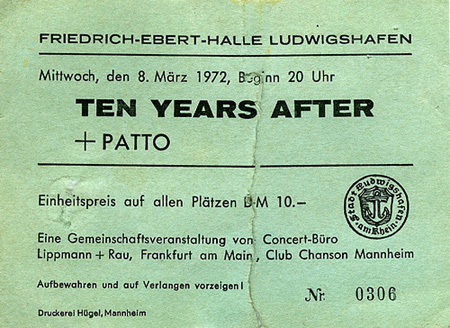 FRIEDRICH-EBERT-HALLE LUDWIGSHAFEN
Mittwoch, den 8. März 1972, Beginn 20 Uhr
TEN YEARS AFTER
+ PATTO
Einheitspreis auf allen Plätzen DM 10.–
Stadt Ludwigshafen
am Rhein
Eine Gemeinschaftsveranstaltung von Concert-Büro
Lippmann + Rau, Frankfurt am Main, Club Chanson Mannheim
Aufbewahren und auf Verlangen vorzeigen!
Nr. 0306
Druckerei Hügel, Mannheim